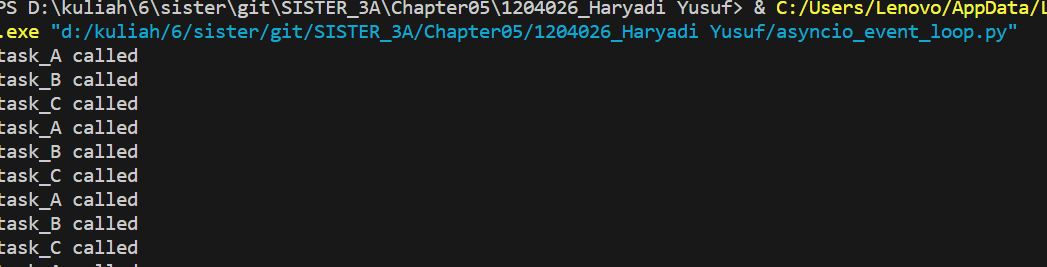 PS D:\kuliah\6\sister\git\SISTER_3A\Chapter05\1204026_Haryadi Yusuf> & C:/Users/Lenovo/AppData/
.exe "d:/kuliah/6/sister/git/SISTER_3A/Chapter05/1204026_Haryadi Yusuf/asyncio_event_loop.py"
task_A called
task_B called
task_C called
task_A called
task_B called
task_C called
task_A called
task_B called
task_C called